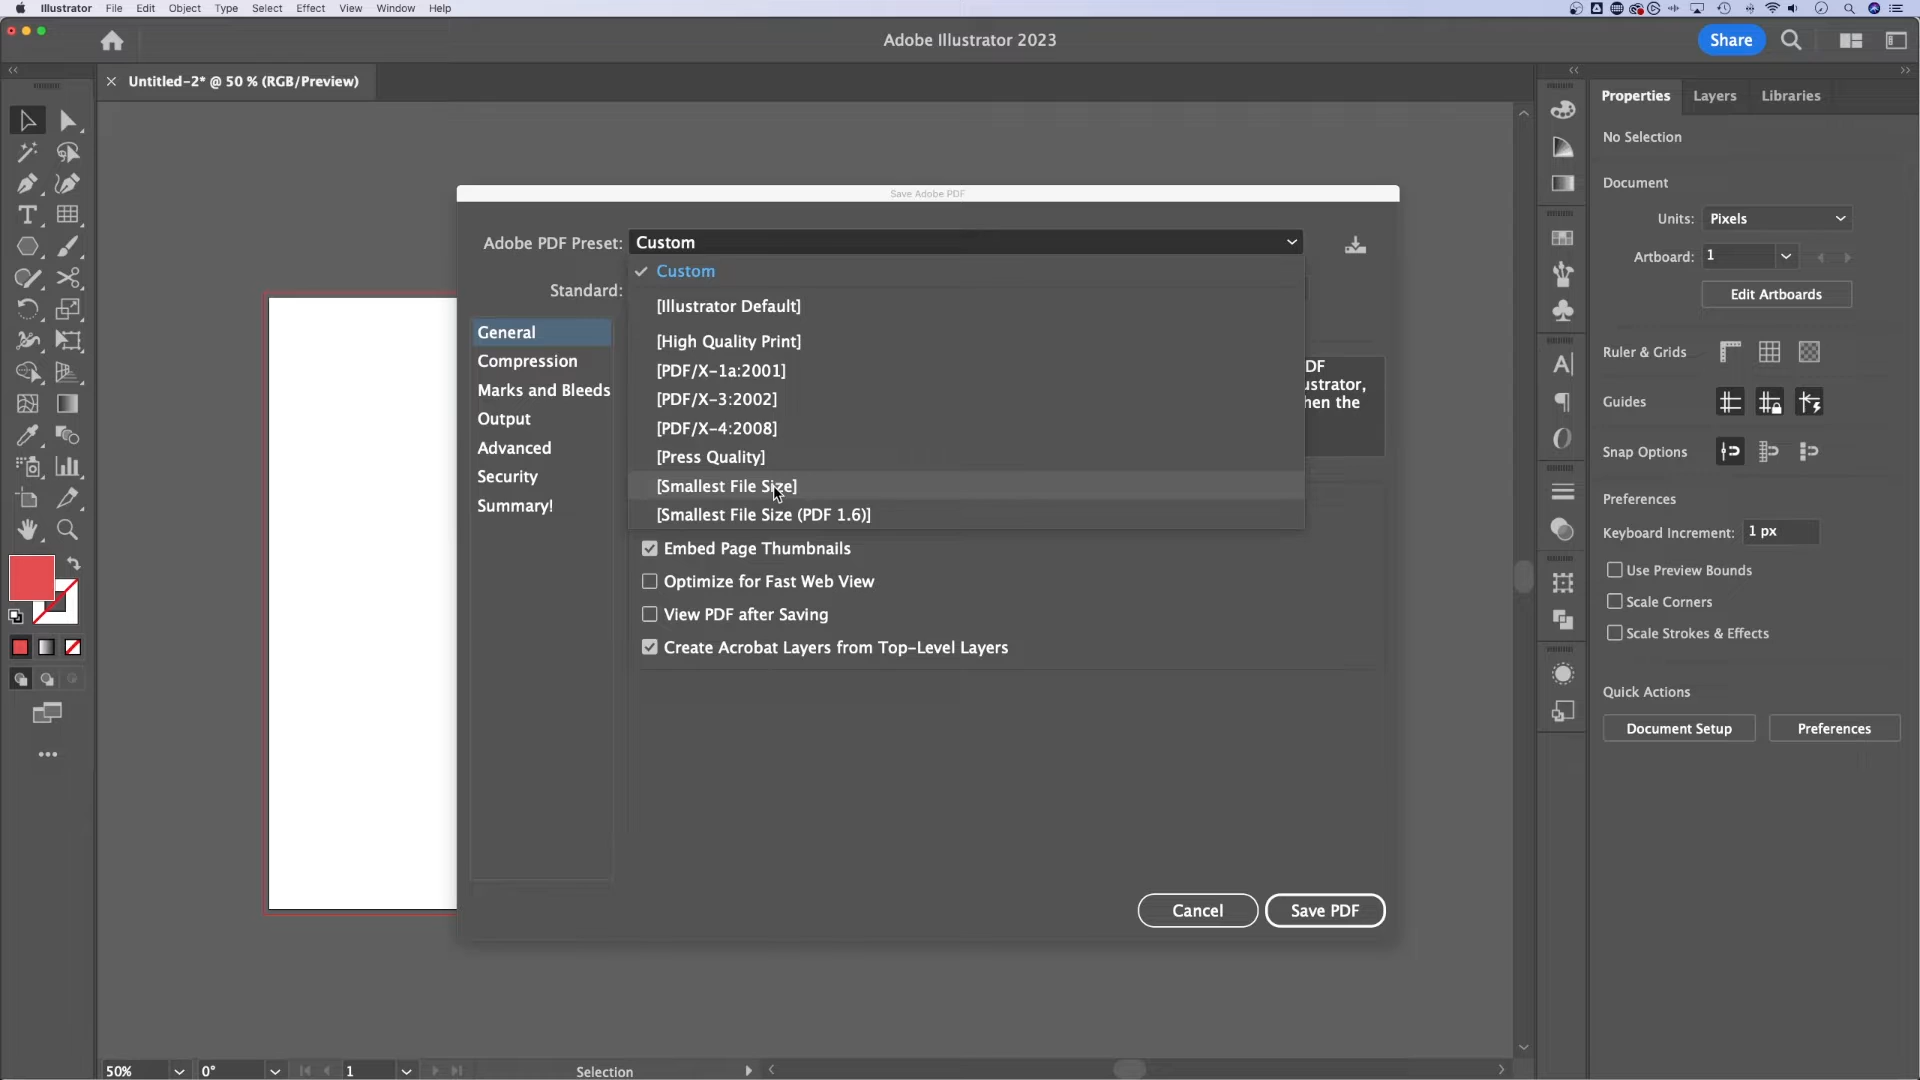 Illustrator File Edit Object Type Select Effect View Window Help
Adobe Illustrator 2023
Share
Untitled-2* @ 50 % (RGB/Preview)
Properties Layers Libraries
No Selection
Document
Units: Pixels
Artboard: 1
Edit Artboards
Ruler & Grids
Guides
Snap Options
Preferences
Keyboard Increment: 1 px
Use Preview Bounds
Scale Corners
Scale Strokes & Effects
Quick Actions
Document Setup Preferences
Save Adobe PDF
Adobe PDF Preset: Custom
Standard:
Custom
[Illustrator Default]
[High Quality Print]
[PDF/X-1a:2001]
[PDF/X-3:2002]
[PDF/X-4:2008]
[Press Quality]
[Smallest File Size]
[Smallest File Size (PDF 1.6)]
General
Compression
Marks and Bleeds
Output
Advanced
Security
Summary!
DF
ustrator,
hen the
Embed Page Thumbnails
Optimize for Fast Web View
View PDF after Saving
Create Acrobat Layers from Top-Level Layers
Cancel Save PDF
50% 0° 1 Selection